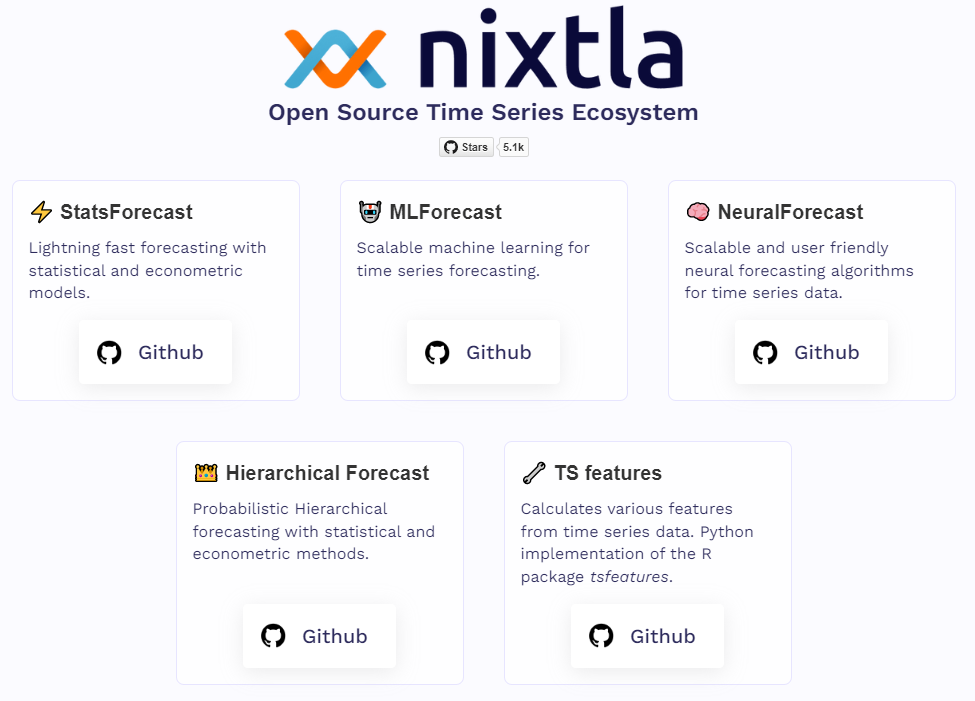 nixtla
Open Source Time Series Ecosystem
Stars 5.1k
StatsForecast
Lightning fast forecasting with
statistical and econometric
models.
Github
MLForecast
Scalable machine learning for
time series forecasting.
Github
NeuralForecast
Scalable and user friendly
neural forecasting algorithms
for time series data.
Github
Hierarchical Forecast
Probabilistic Hierarchical
forecasting with statistical and
econometric methods.
Github
TS features
Calculates various features
from time series data. Python
implementation of the R
package tsfeatures.
Github